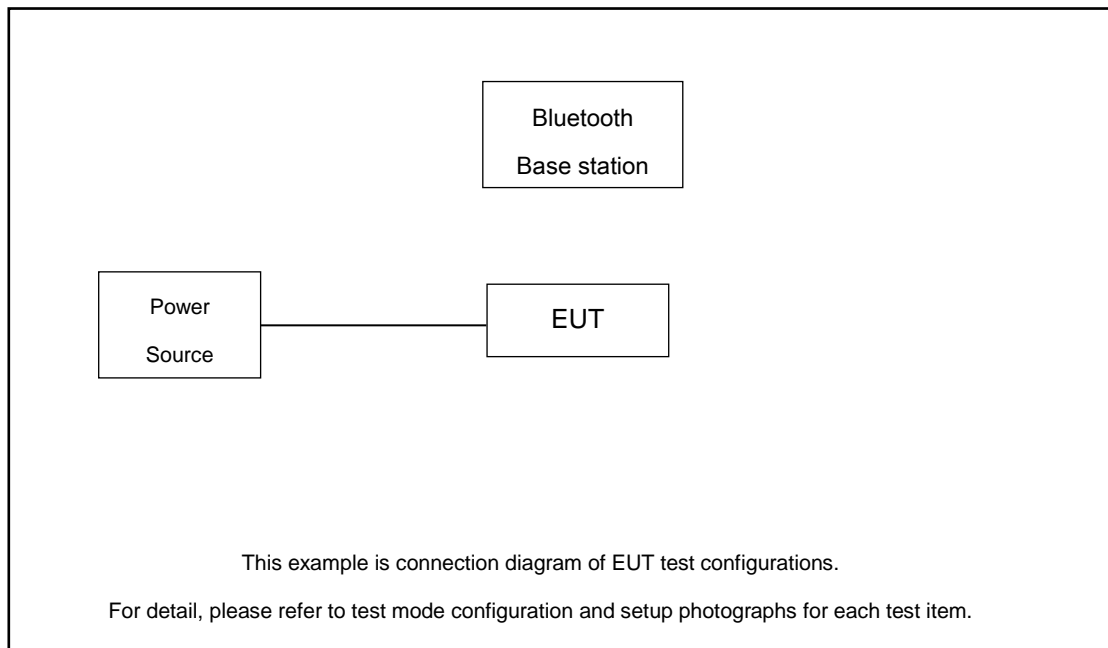 Bluetooth
Base station
Power
Source
EUT
This example is connection diagram of EUT test configurations.
For detail, please refer to test mode configuration and setup photographs for each test item.